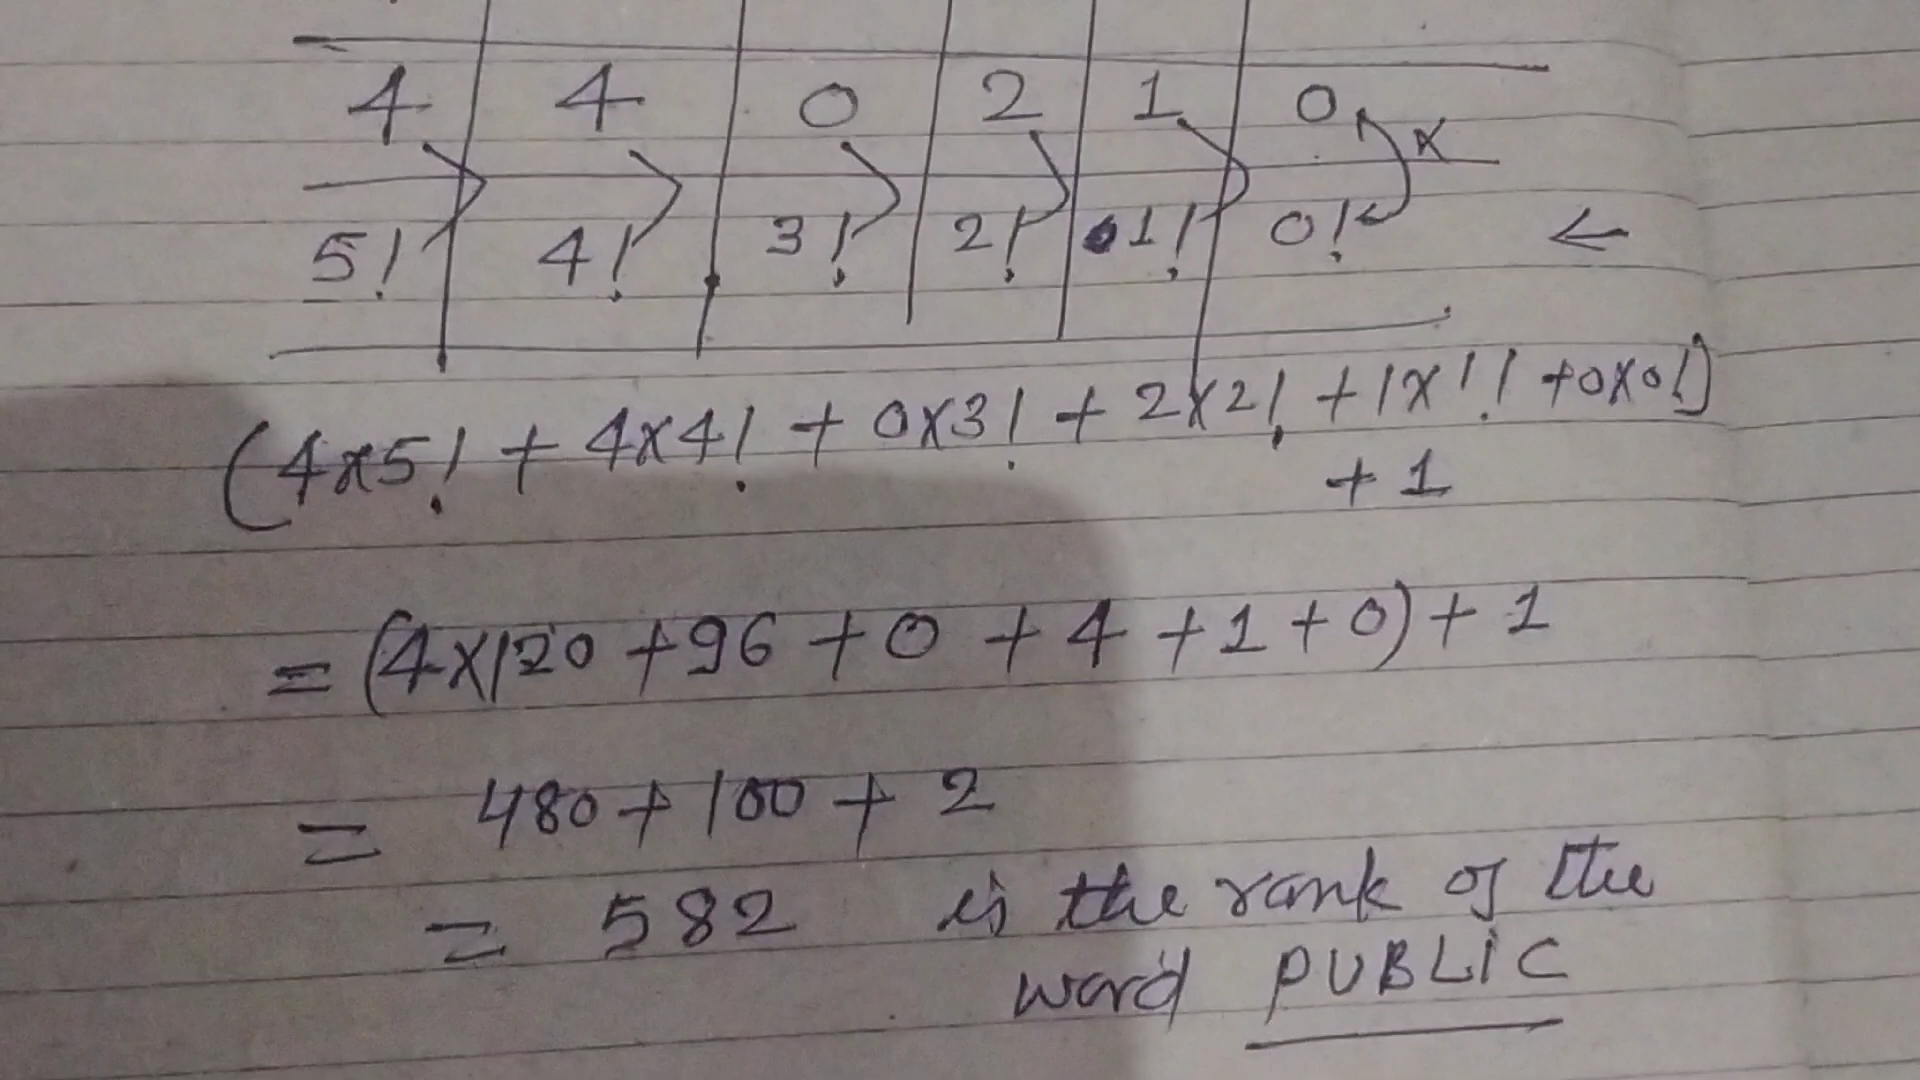 4 4 0 2 1 0
x
5! 4! 3! 2! 1! 0! ←
(4x5! + 4x4! + 0x3! + 2x2! + 1x1! + 0x0!)
+ 1
= (4x120 + 96 + 0 + 4 + 1 + 0) + 1
= 480 + 100 + 2
= 582 is the rank of the
word PUBLIC